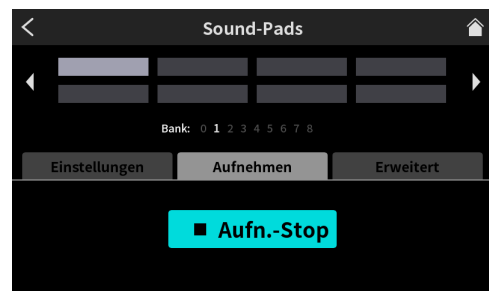 Sound-Pads
Bank: 0 1 2 3 4 5 6 7 8
Einstellungen Aufnehmen Erweitert
Aufn.-Stop